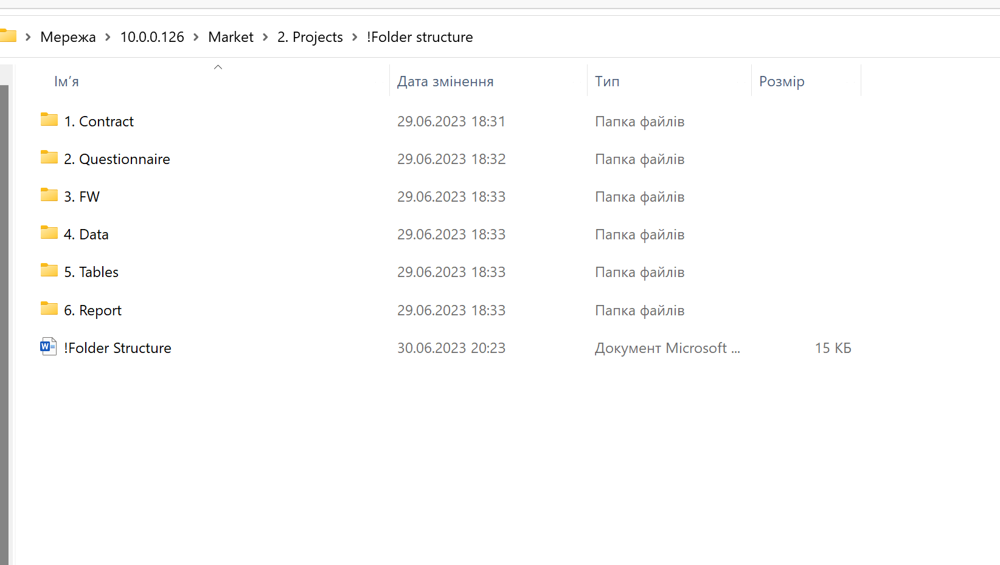 Мережа > 10.0.0.126 > Market > 2. Projects > !Folder structure
Ім’я Дата змінення Тип Розмір
1. Contract 29.06.2023 18:31 Папка файлів
2. Questionnaire 29.06.2023 18:32 Папка файлів
3. FW 29.06.2023 18:33 Папка файлів
4. Data 29.06.2023 18:33 Папка файлів
5. Tables 29.06.2023 18:33 Папка файлів
6. Report 29.06.2023 18:33 Папка файлів
!Folder Structure 30.06.2023 20:23 Документ Microsoft ... 15 КБ